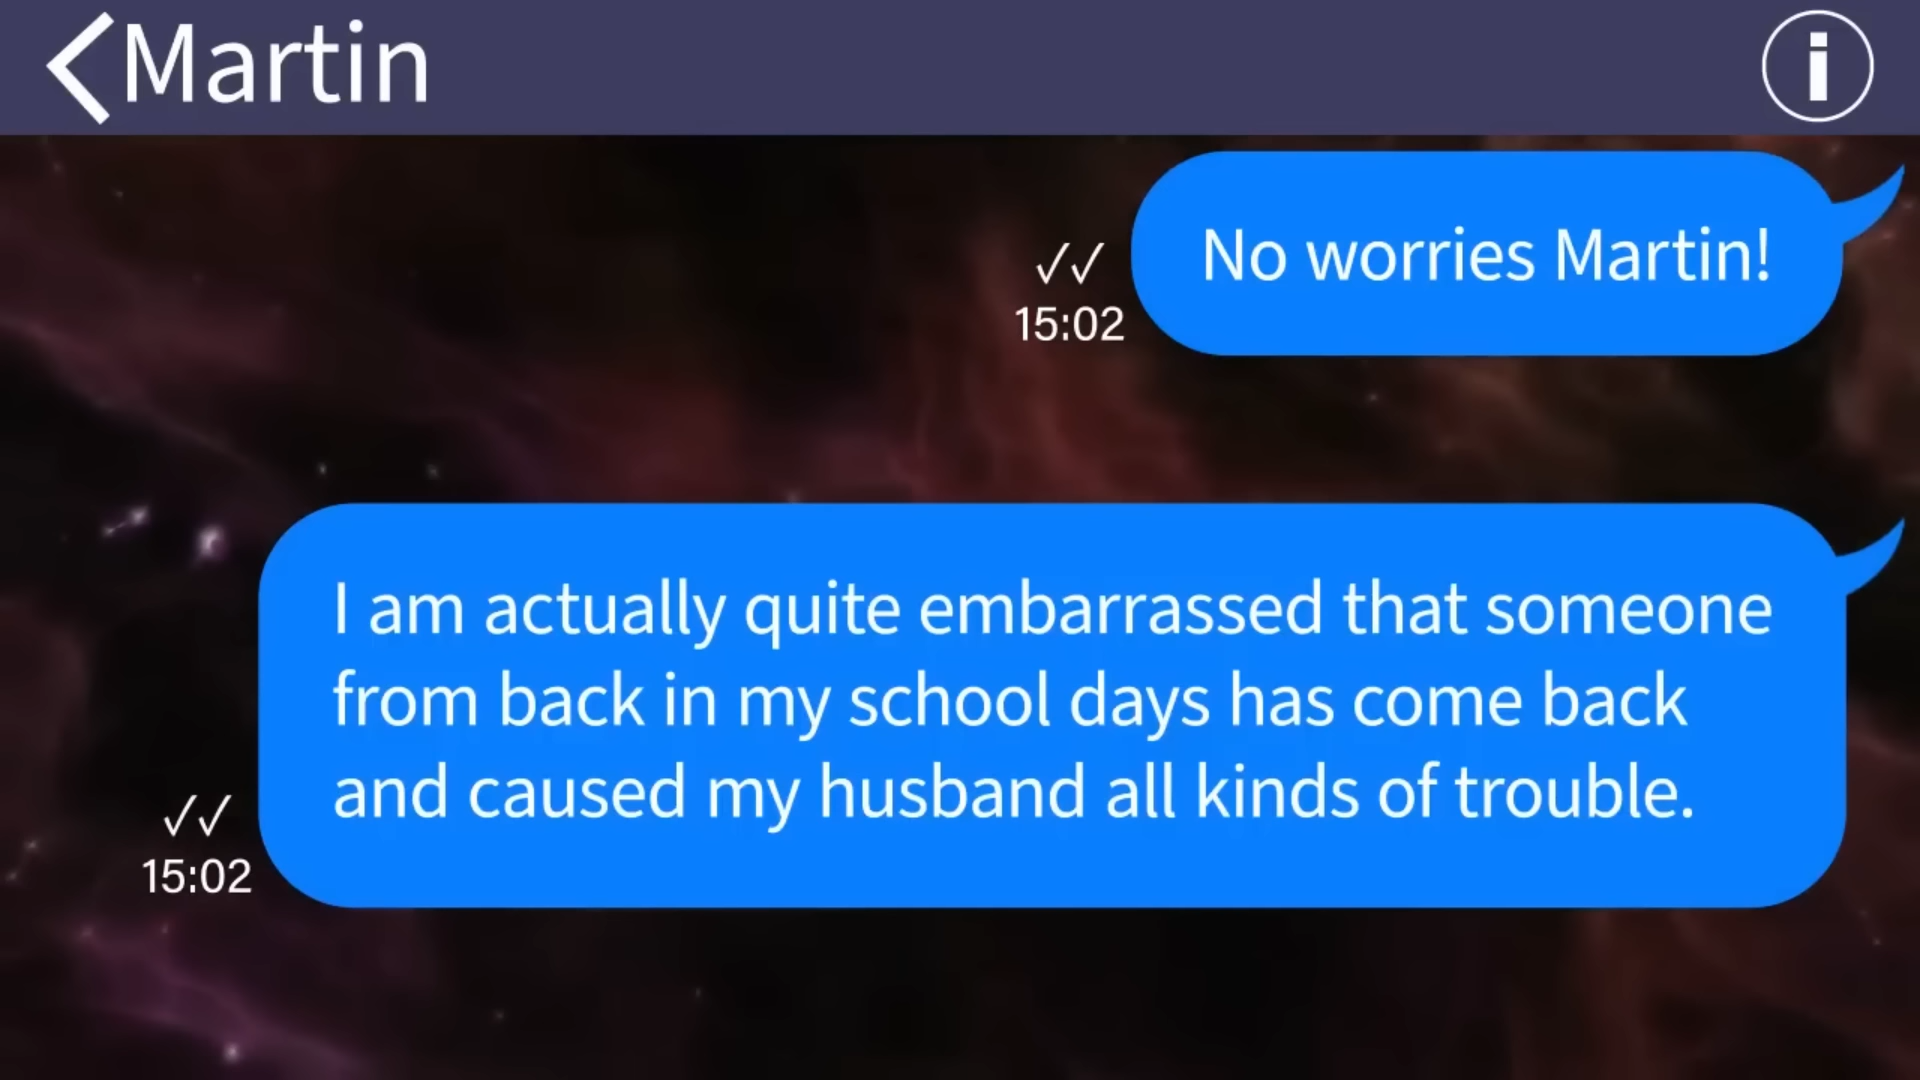 Martin
No worries Martin!
✓✓
15:02
I am actually quite embarrassed that someone
from back in my school days has come back
and caused my husband all kinds of trouble.
✓✓
15:02